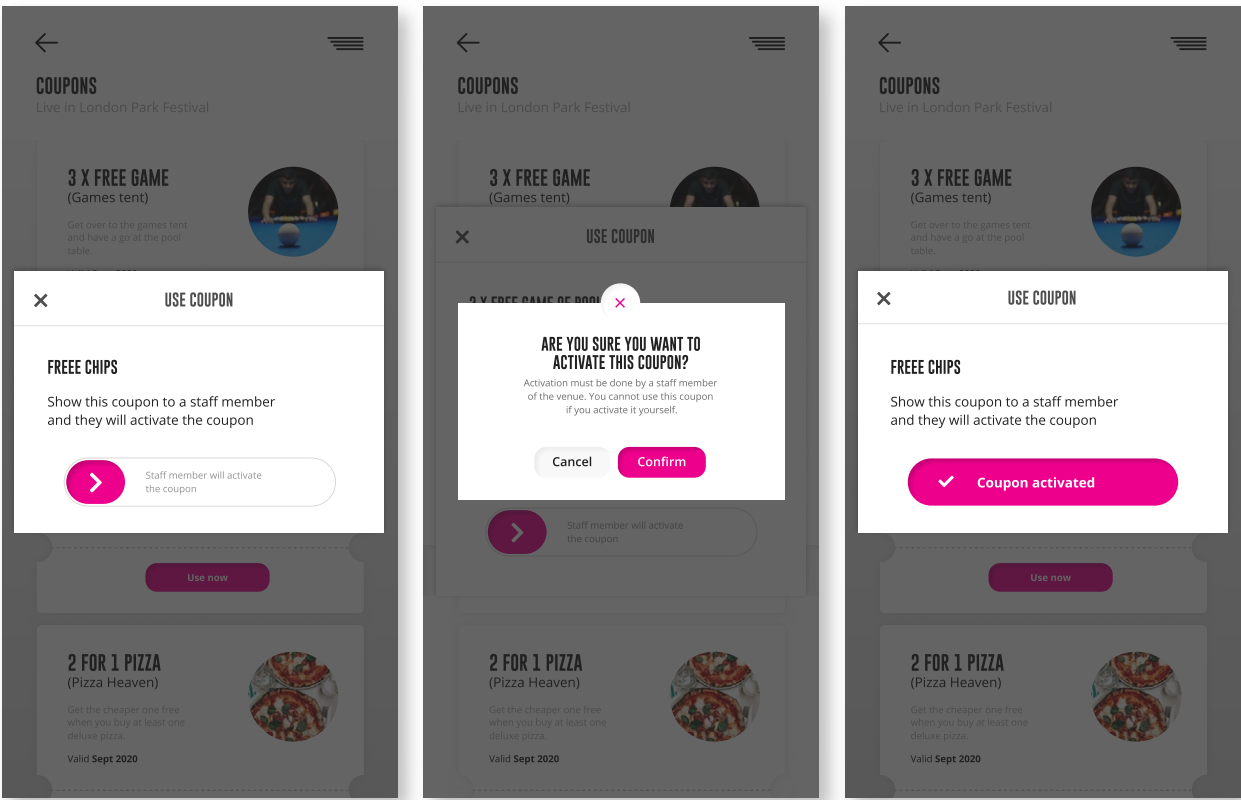 COUPONS
Live in London Park Festival
3 X FREE GAME
(Games tent)
Get over to the games tent
and have a go at the pool
table.
USE COUPON
FREEE CHIPS
Show this coupon to a staff member
and they will activate the coupon
Staff member will activate
the coupon
Use now
2 FOR 1 PIZZA
(Pizza Heaven)
Get the cheaper one free
when you buy at least one
deluxe pizza.
Valid Sept 2020
COUPONS
Live in London Park Festival
3 X FREE GAME
(Games tent)
USE COUPON
ARE YOU SURE YOU WANT TO
ACTIVATE THIS COUPON?
Activation must be done by a staff member
of the venue. You cannot use this coupon
if you activate it yourself.
Cancel
Confirm
Staff member will activate
the coupon
2 FOR 1 PIZZA
(Pizza Heaven)
Get the cheaper one free
when you buy at least one
deluxe pizza.
Valid Sept 2020
COUPONS
Live in London Park Festival
3 X FREE GAME
(Games tent)
Get over to the games tent
and have a go at the pool
table.
USE COUPON
FREEE CHIPS
Show this coupon to a staff member
and they will activate the coupon
Coupon activated
Use now
2 FOR 1 PIZZA
(Pizza Heaven)
Get the cheaper one free
when you buy at least one
deluxe pizza.
Valid Sept 2020